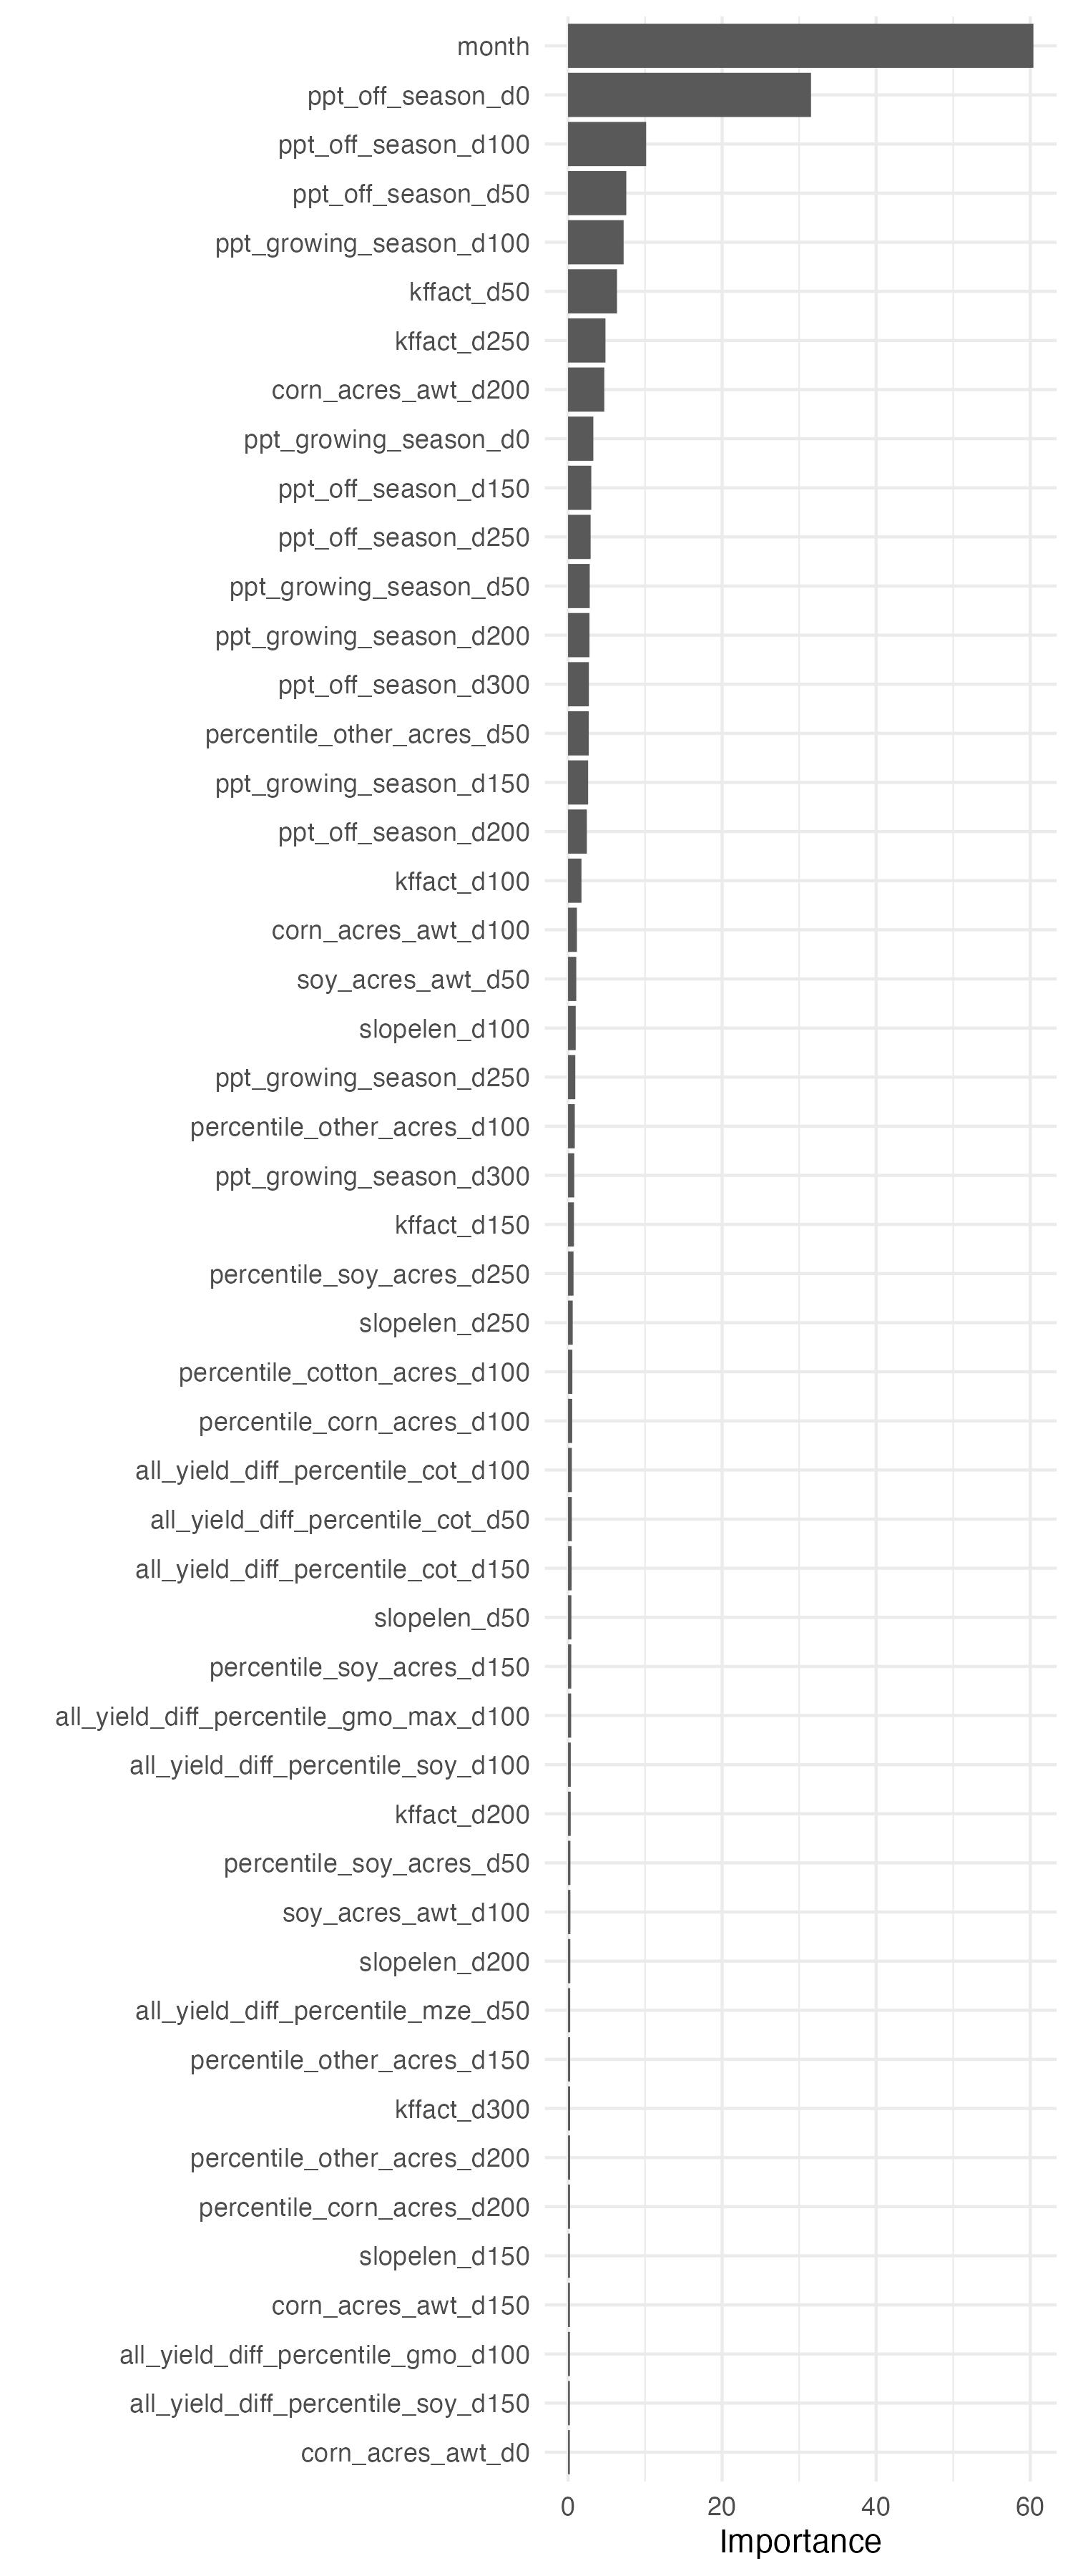 month
ppt_off_season_d0
ppt_off_season_d100
ppt_off_season_d50
ppt_growing_season_d100
kffact_d50
kffact_d250
corn_acres_awt_d200
ppt_growing_season_d0
ppt_off_season_d150
ppt_off_season_d250
ppt_growing_season_d50
ppt_growing_season_d200
ppt_off_season_d300
percentile_other_acres_d50
ppt_growing_season_d150
ppt_off_season_d200
kffact_d100
corn_acres_awt_d100
soy_acres_awt_d50
slopelen_d100
ppt_growing_season_d250
percentile_other_acres_d100
ppt_growing_season_d300
kffact_d150
percentile_soy_acres_d250
slopelen_d250
percentile_cotton_acres_d100
percentile_corn_acres_d100
all_yield_diff_percentile_cot_d100
all_yield_diff_percentile_cot_d50
all_yield_diff_percentile_cot_d150
slopelen_d50
percentile_soy_acres_d150
all_yield_diff_percentile_gmo_max_d100
all_yield_diff_percentile_soy_d100
kffact_d200
percentile_soy_acres_d50
soy_acres_awt_d100
slopelen_d200
all_yield_diff_percentile_mze_d50
percentile_other_acres_d150
kffact_d300
percentile_other_acres_d200
percentile_corn_acres_d200
slopelen_d150
corn_acres_awt_d150
all_yield_diff_percentile_gmo_d100
all_yield_diff_percentile_soy_d150
corn_acres_awt_d0
0 20 40 60
Importance